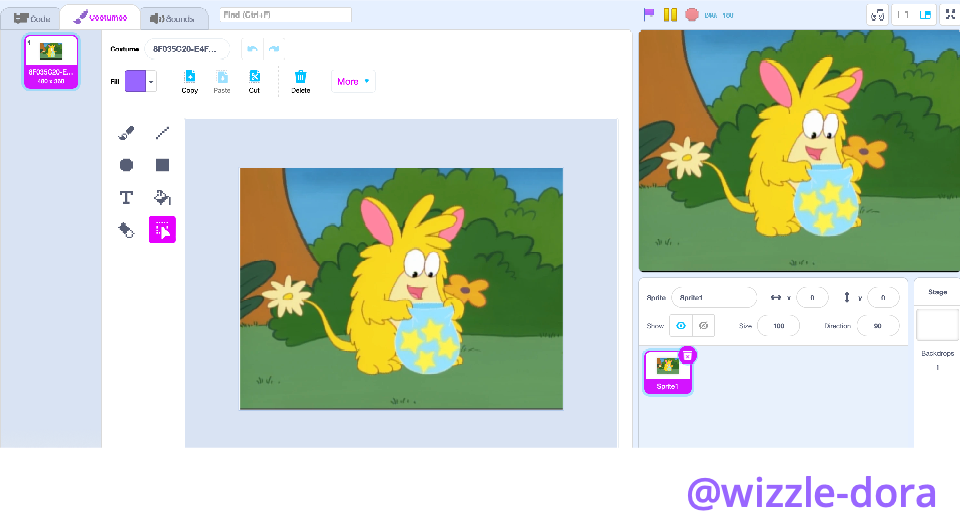 Code Costumes Sounds Find (Ctrl+F)
1
8F035C20-E...
480 x 360
Costume 8F035C20-E4F...
Fill Copy Paste Cut Delete More
T
Sprite Sprite1 x 0 y 0
Show Size 100 Direction 90
Sprite1
Stage
Backdrops
1
@wizzle-dora